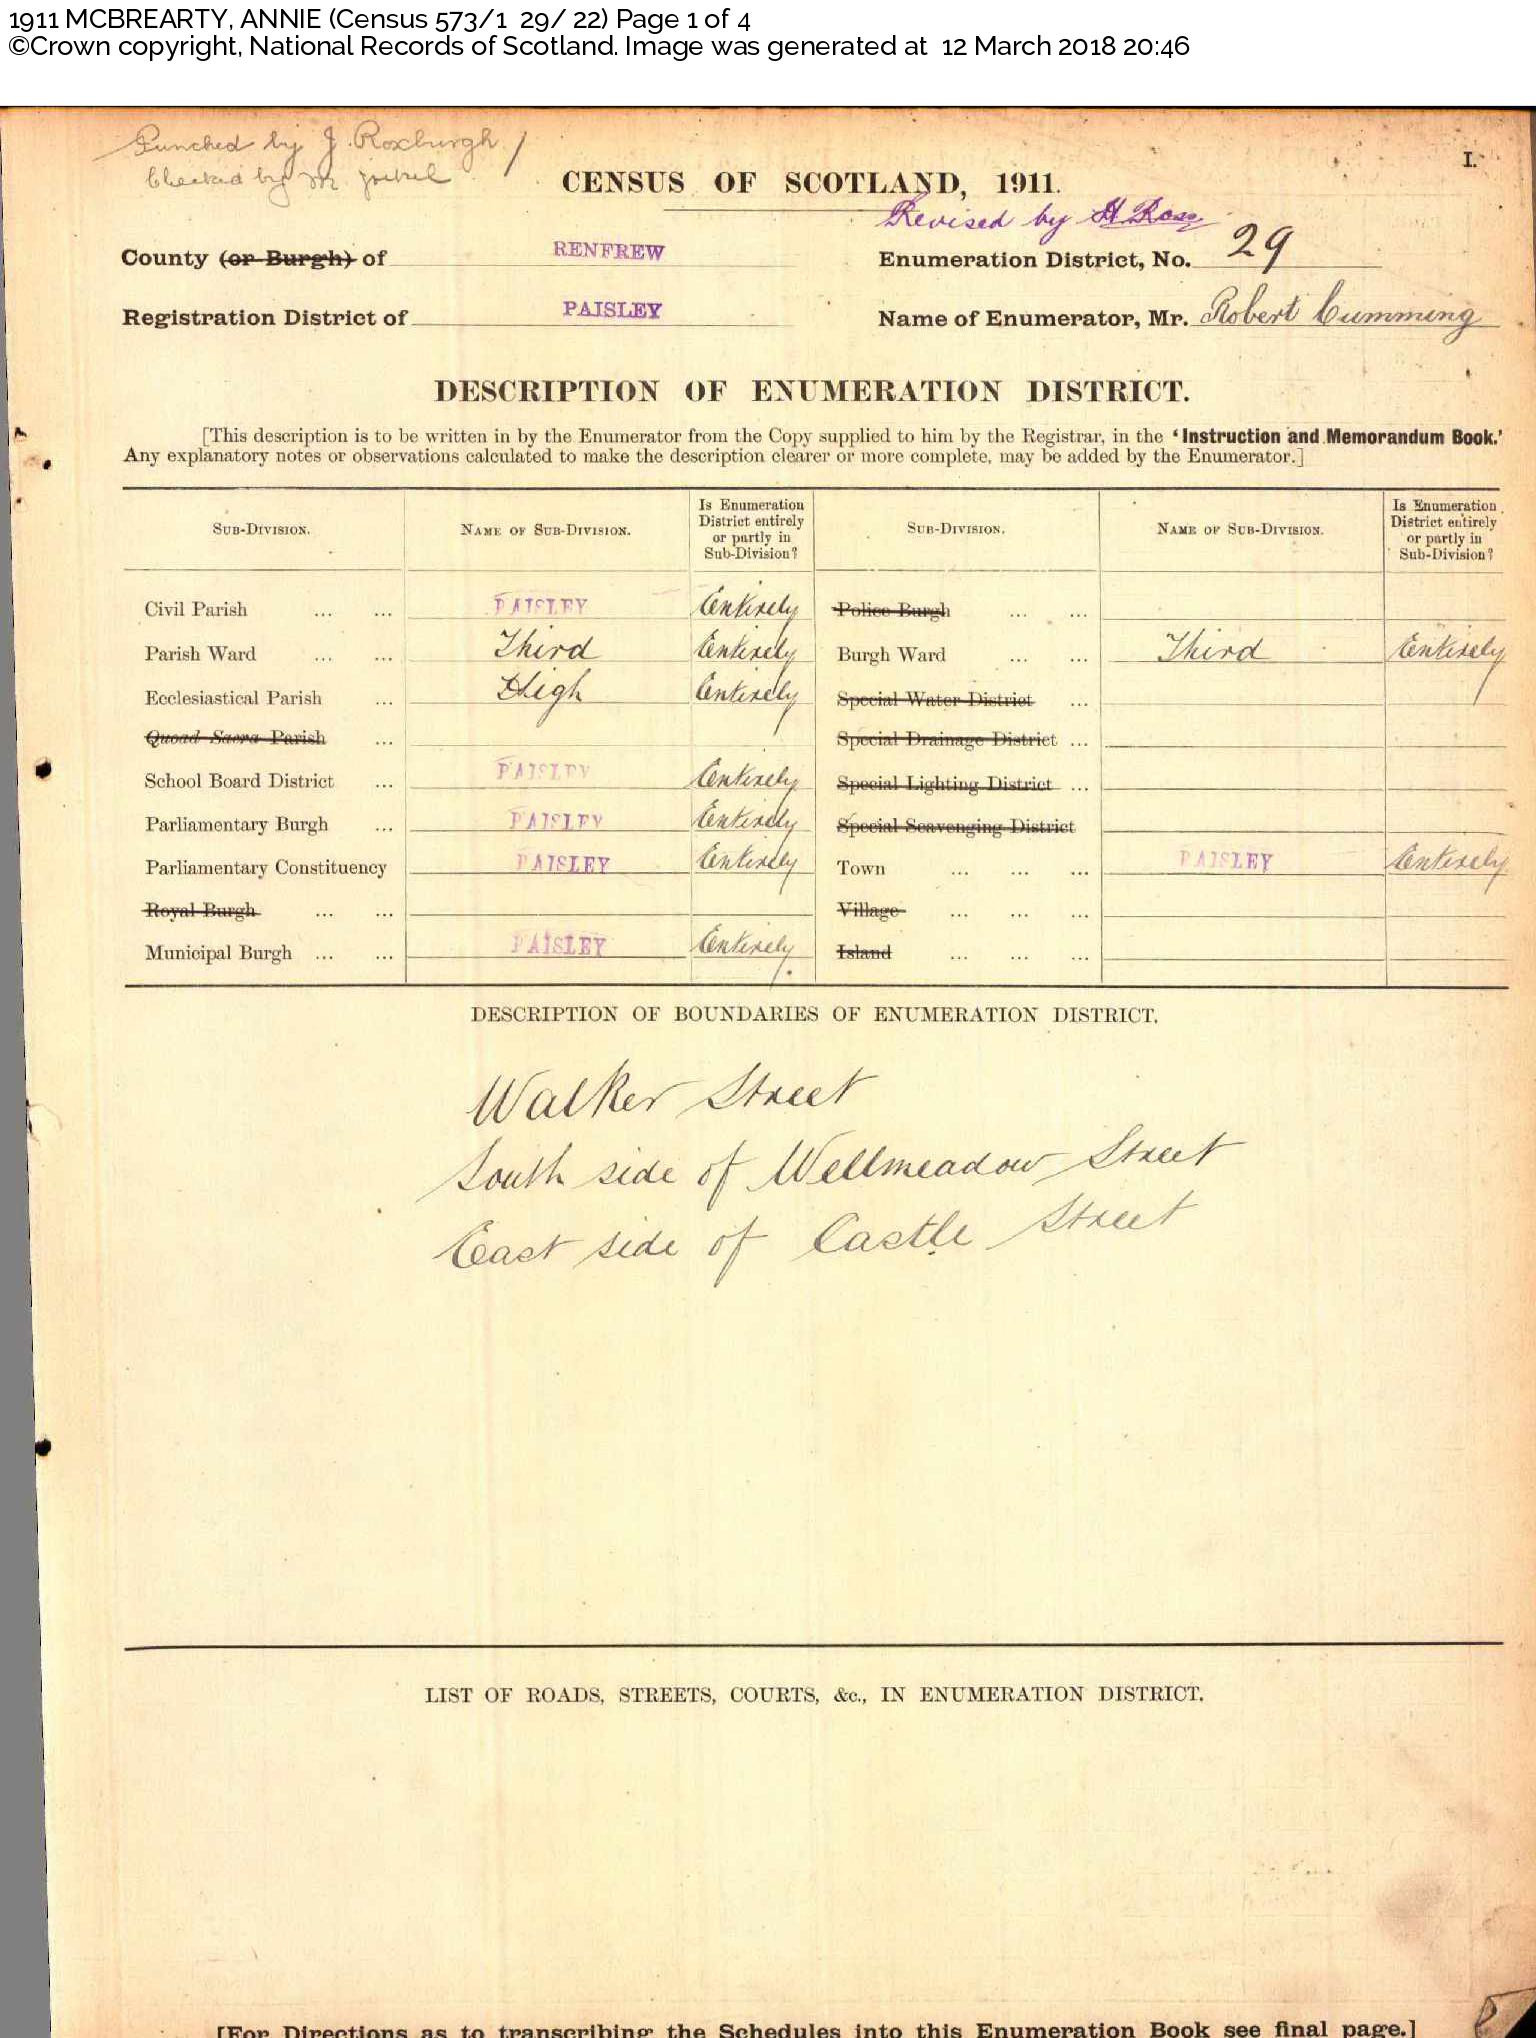 1911 MCBREARTY, ANNIE (Census 573/1 29/ 22) Page 1 of 4
©Crown copyright, National Records of Scotland. Image was generated at 12 March 2018 20:46
Punched by J. Roxburgh
Checked by
I.
CENSUS OF SCOTLAND, 1911.
Revised by H Ross
County (or Burgh) of RENFREW Enumeration District, No. 29
Registration District of PAISLEY Name of Enumerator, Mr. Robert Cumming
DESCRIPTION OF ENUMERATION DISTRICT.
[This description is to be written in by the Enumerator from the Copy supplied to him by the Registrar, in the 'Instruction and Memorandum Book.'
Any explanatory notes or observations calculated to make the description clearer or more complete, may be added by the Enumerator.]
SUB-DIVISION. NAME OF SUB-DIVISION. Is Enumeration District entirely or partly in Sub-Division? SUB-DIVISION. NAME OF SUB-DIVISION. Is Enumeration District entirely or partly in Sub-Division?
Civil Parish ... ... PAISLEY Entirely Police Burgh ... ...
Parish Ward ... ... Third Entirely Burgh Ward ... ... Third Entirely
Ecclesiastical Parish ... High Entirely Special Water District ...
Quoad Sacra Parish ... Special Drainage District ...
School Board District ... PAISLEY Entirely Special Lighting District ...
Parliamentary Burgh ... PAISLEY Entirely Special Scavenging District
Parliamentary Constituency PAISLEY Entirely Town ... ... ... PAISLEY Entirely
Royal Burgh ... ... Village ... ... ...
Municipal Burgh ... ... PAISLEY Entirely Island ... ... ...
DESCRIPTION OF BOUNDARIES OF ENUMERATION DISTRICT.
Walker Street
South side of Wellmeadow Street
East side of Castle Street
LIST OF ROADS, STREETS, COURTS, &c., IN ENUMERATION DISTRICT.
[For Directions as to transcribing the Schedules into this Enumeration Book see final page.]